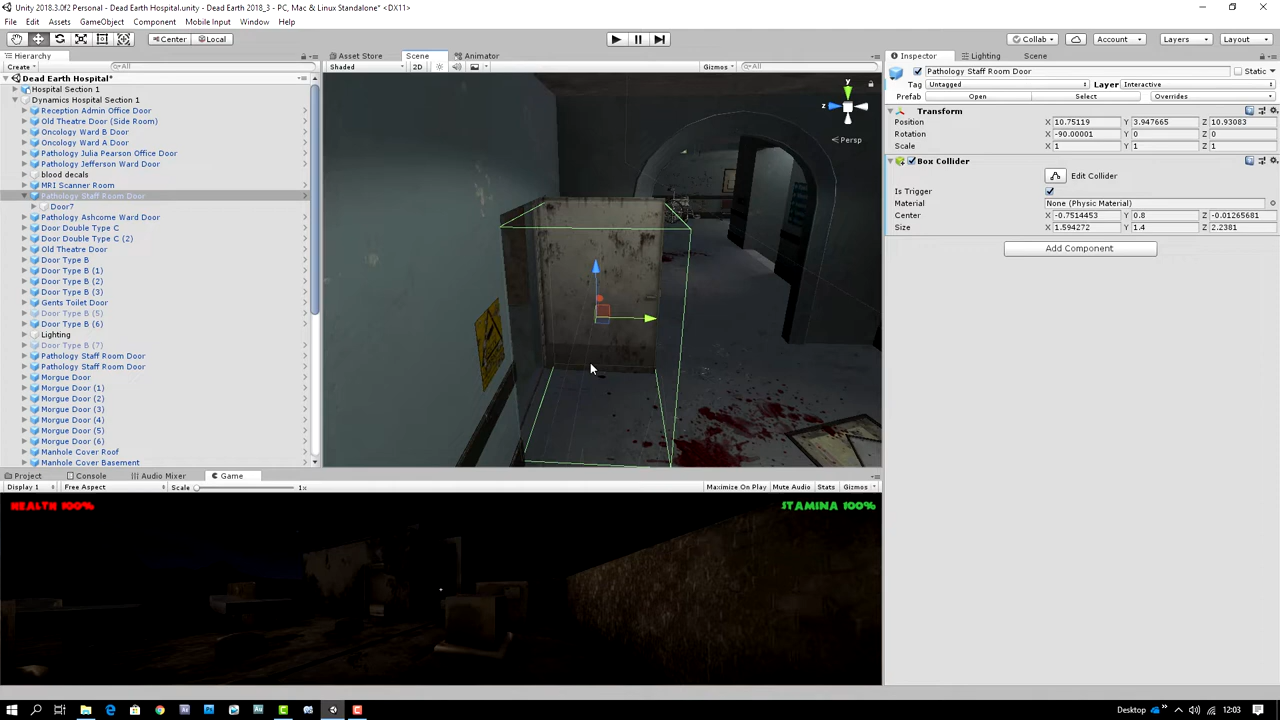 Unity 2018.3.0f2 Personal - Dead Earth Hospital.unity - Dead Earth 2018_3 - PC, Mac & Linux Standalone* <DX11>
File Edit Assets GameObject Component Mobile Input Window Help
Center Local Collab Account Layers Layout
Hierarchy Asset Store Scene Animator Inspector Lighting Console
Create All Shaded 2D Gizmos All
Pathology Staff Room Door Static
Tag Untagged Layer Interactive
Prefab Open Select Overrides
Transform
Position X 10.75119 Y 3.947665 Z 10.93083
Rotation X -90.00001 Y 0 Z 0
Scale X 1 Y 1 Z 1
Box Collider
Edit Collider
Is Trigger
Material None (Physic Material)
Center X -0.7514453 Y 0.8 Z -0.01265681
Size X 1.594272 Y 1.4 Z 2.2381
Add Component
y
z
Persp
Dead Earth Hospital*
Hospital Section 1
Dynamics Hospital Section 1
Reception Admin Office Door
Old Theatre Door (Side Room)
Oncology Ward B Door
Oncology Ward A Door
Pathology Julia Pearson Office Door
Pathology Jefferson Ward Door
blood decals
MRI Scanner Room
Pathology Staff Room Door
Door7
Pathology Ashcome Ward Door
Door Double Type C
Door Double Type C (2)
Old Theatre Door
Door Type B
Door Type B (1)
Door Type B (2)
Door Type B (3)
Gents Toilet Door
Door Type B (5)
Door Type B (6)
Lighting
Door Type B (7)
Pathology Staff Room Door
Pathology Staff Room Door
Morgue Door
Morgue Door (1)
Morgue Door (2)
Morgue Door (3)
Morgue Door (4)
Morgue Door (5)
Morgue Door (6)
Manhole Cover Roof
Manhole Cover Basement
Project Console Audio Mixer Game
Display 1 Free Aspect Scale 1x Maximize On Play Mute Audio Stats Gizmos
HEALTH 100% STAMINA 100%
Desktop 12:03